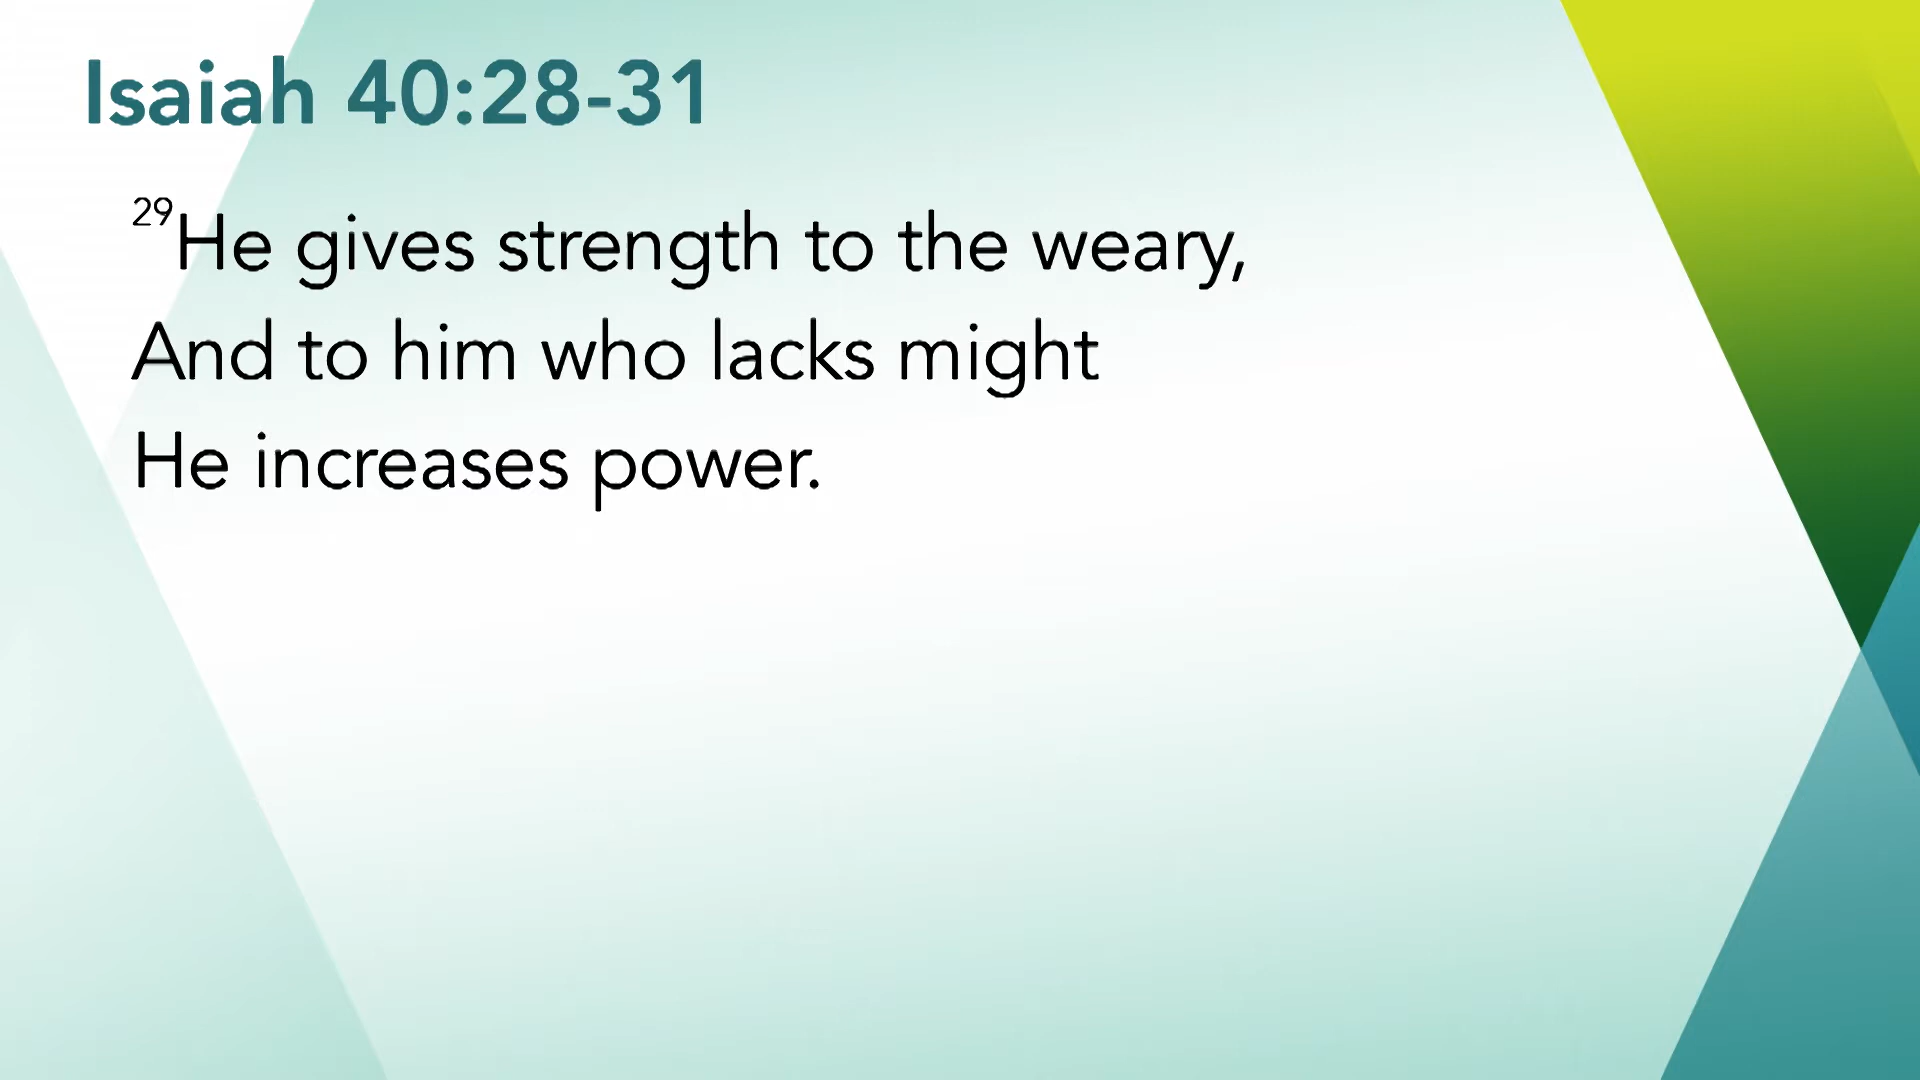 Isaiah 40:28-31
29He gives strength to the weary,
And to him who lacks might
He increases power.